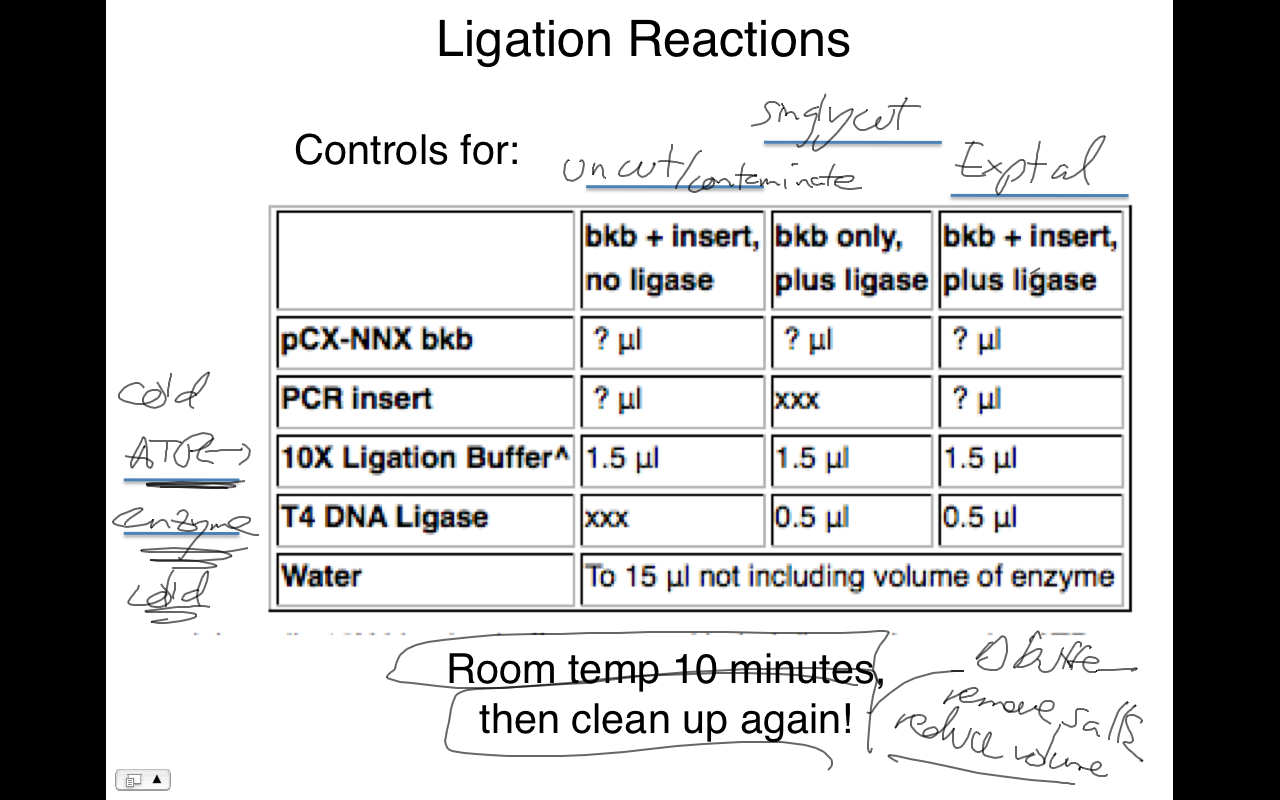 Ligation Reactions
singly cut
Controls for:
uncut/contaminate
Exptal
bkb + insert, no ligase
bkb only, plus ligase
bkb + insert, plus ligase
pCX-NNX bkb ? µl ? µl ? µl
cold
PCR insert ? µl xxx ? µl
ATP→
10X Ligation Buffer^ 1.5 µl 1.5 µl 1.5 µl
enzyme
T4 DNA Ligase xxx 0.5 µl 0.5 µl
cold
Water To 15 µl not including volume of enzyme
Room temp 10 minutes,
then clean up again!
buffer
remove salts
reduce volume